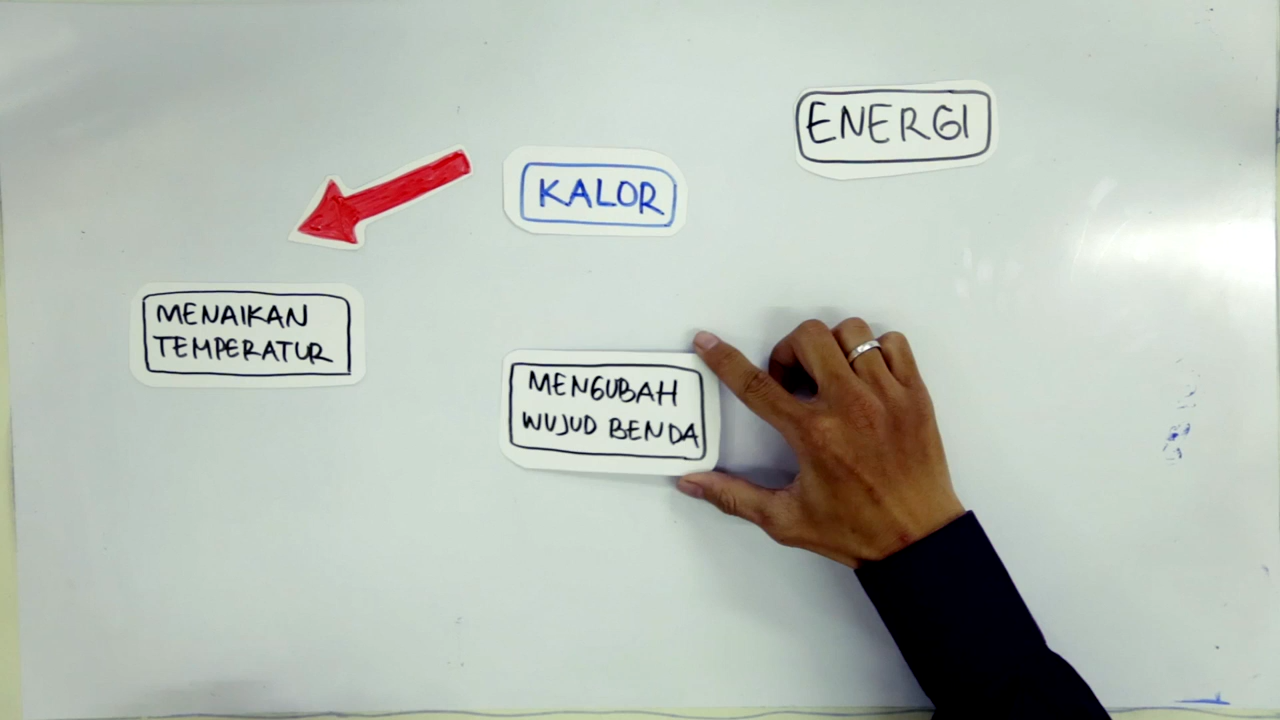 ENERGI
KALOR
MENAIKAN
TEMPERATUR
MENGUBAH
WUJUD BENDA